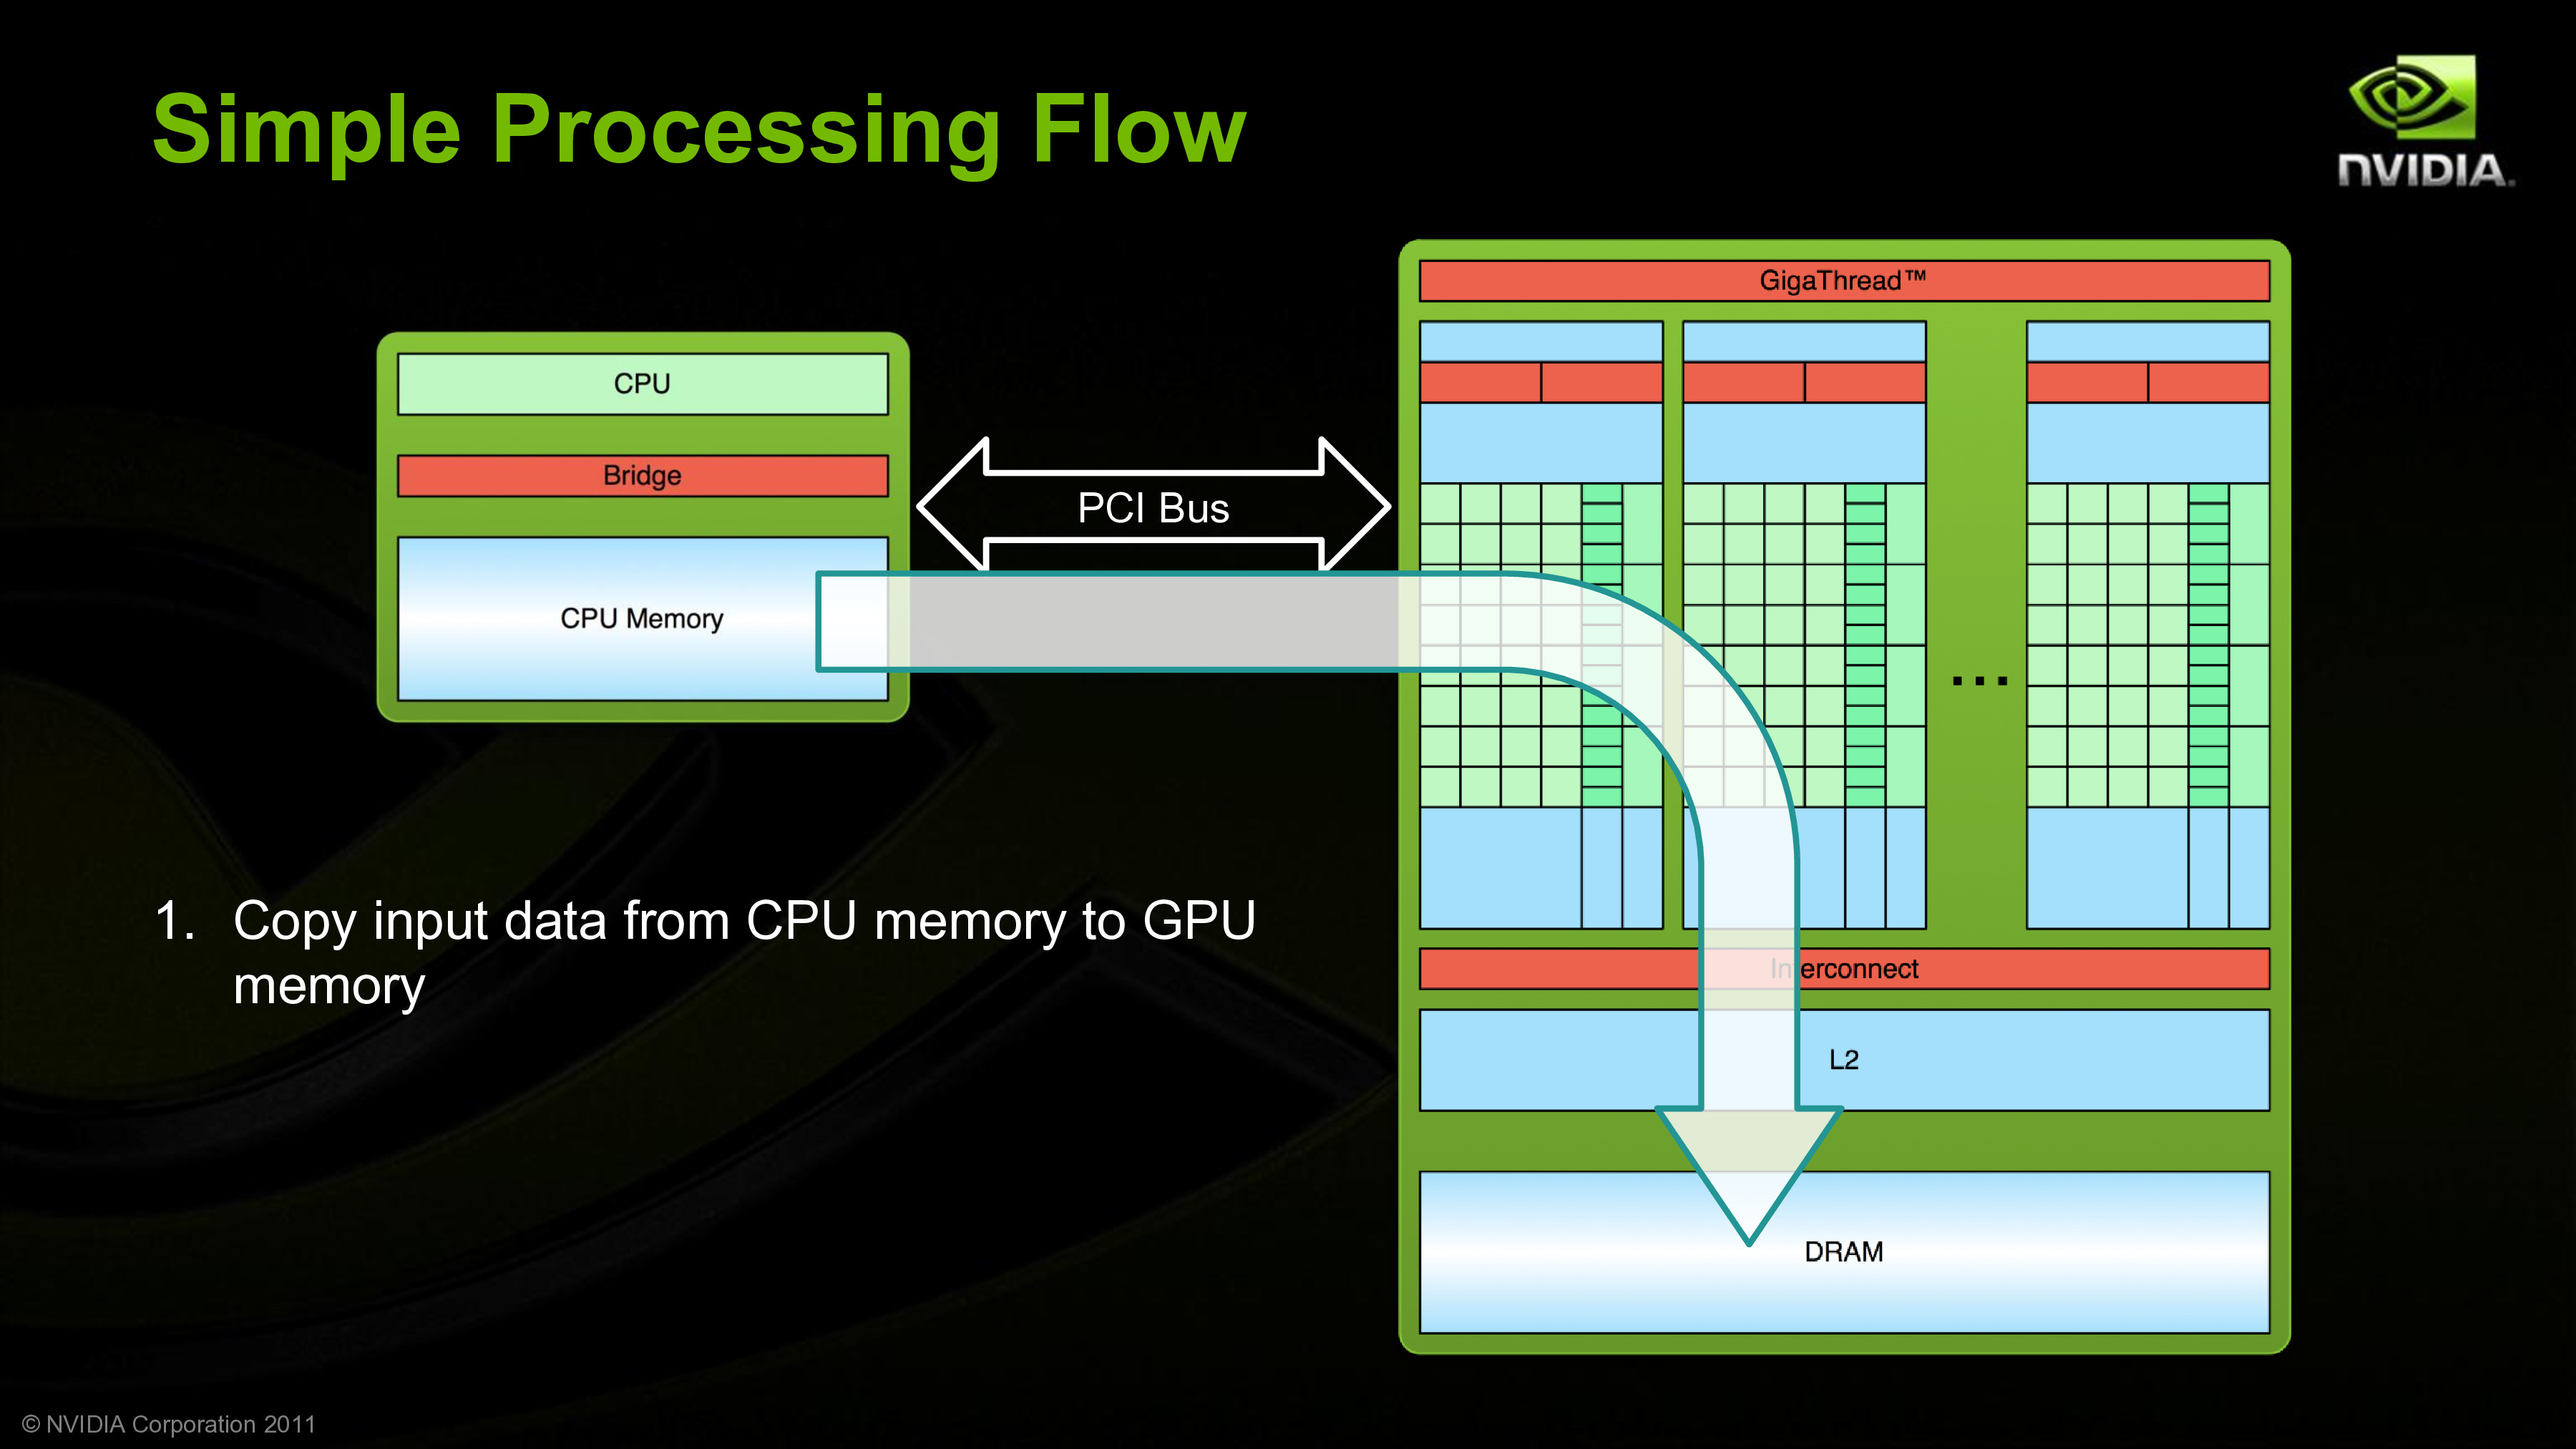 Simple Processing Flow
NVIDIA.
GigaThread™
CPU
Bridge
PCI Bus
CPU Memory
...
1. Copy input data from CPU memory to GPU
memory
Interconnect
L2
DRAM
© NVIDIA Corporation 2011